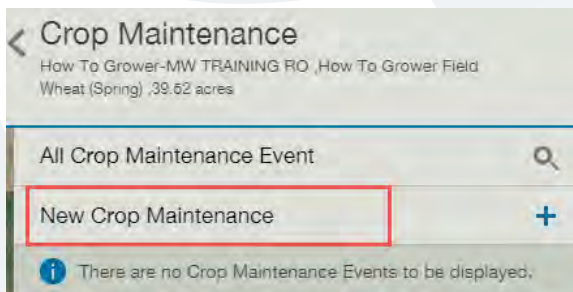 Crop Maintenance
How To Grower-MW TRAINING RO ,How To Grower Field
Wheat (Spring) ,39.52 acres
All Crop Maintenance Event
New Crop Maintenance
There are no Crop Maintenance Events to be displayed.